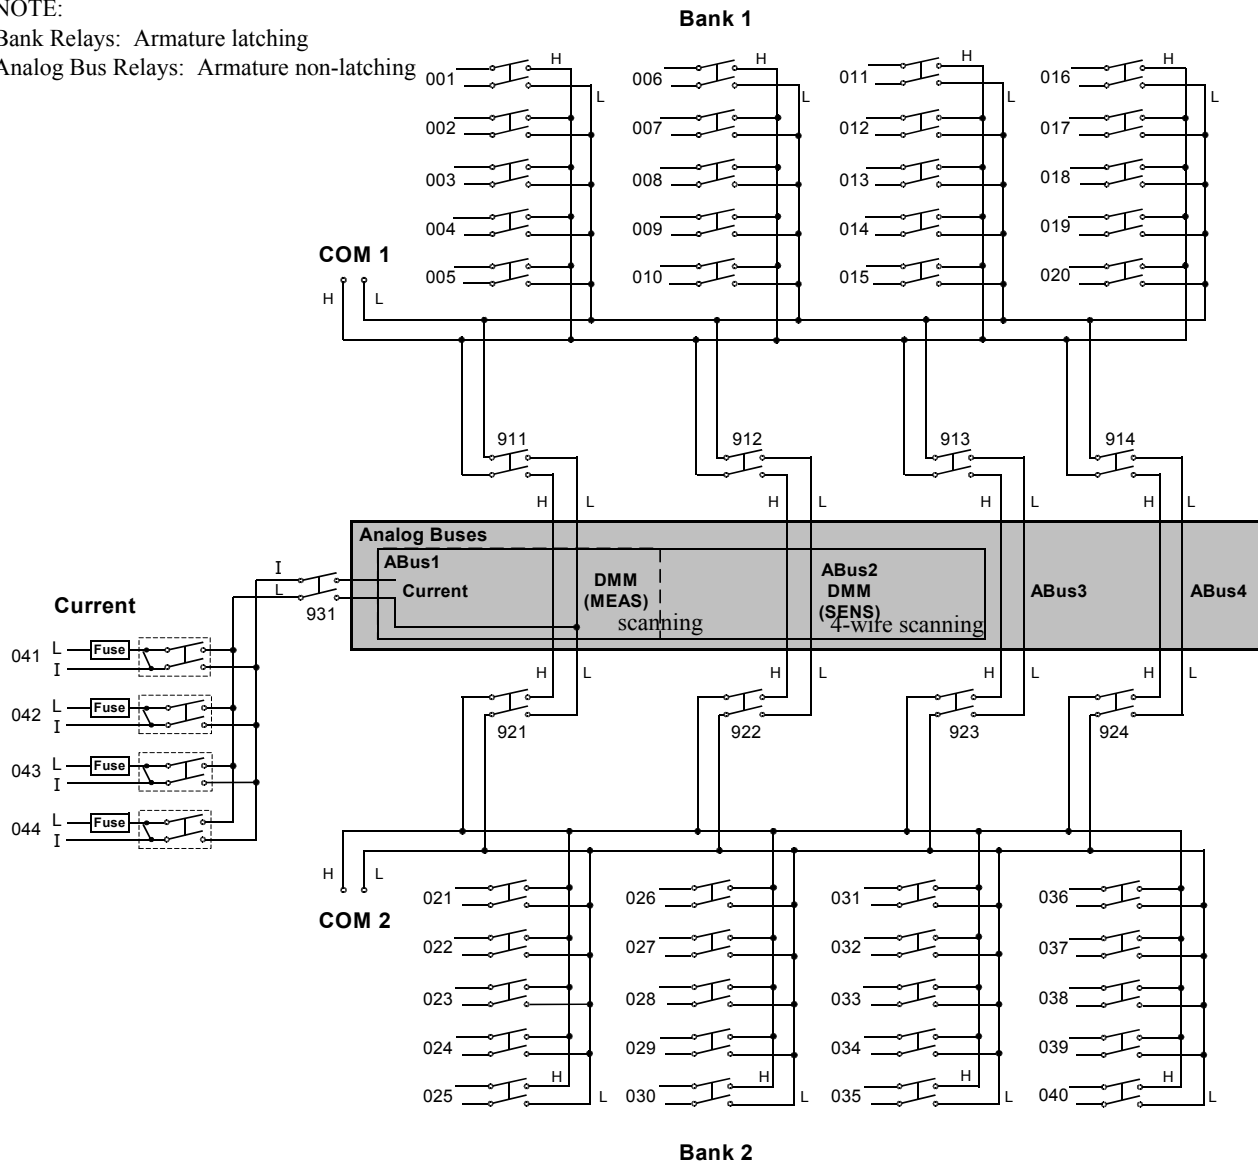 NOTE:
Bank Relays: Armature latching
Analog Bus Relays: Armature non-latching
Bank 1
001 H L 006 H L 011 H L 016 H L
002 007 012 017
003 008 013 018
004 009 014 019
005 010 015 020
COM 1
H L
911 912 913 914
H L H L H L H L
Analog Buses
ABus1
Current
DMM
(MEAS)
scanning
ABus2
DMM
(SENS)
4-wire scanning
ABus3
ABus4
I
L
931
Current
041 L Fuse
I
042 L Fuse
I
043 L Fuse
I
044 L Fuse
I
H L H L H L H L
921 922 923 924
H L
COM 2
021 026 031 036
022 027 032 037
023 028 033 038
024 029 034 039
025 H L 030 H L 035 H L 040 H L
Bank 2